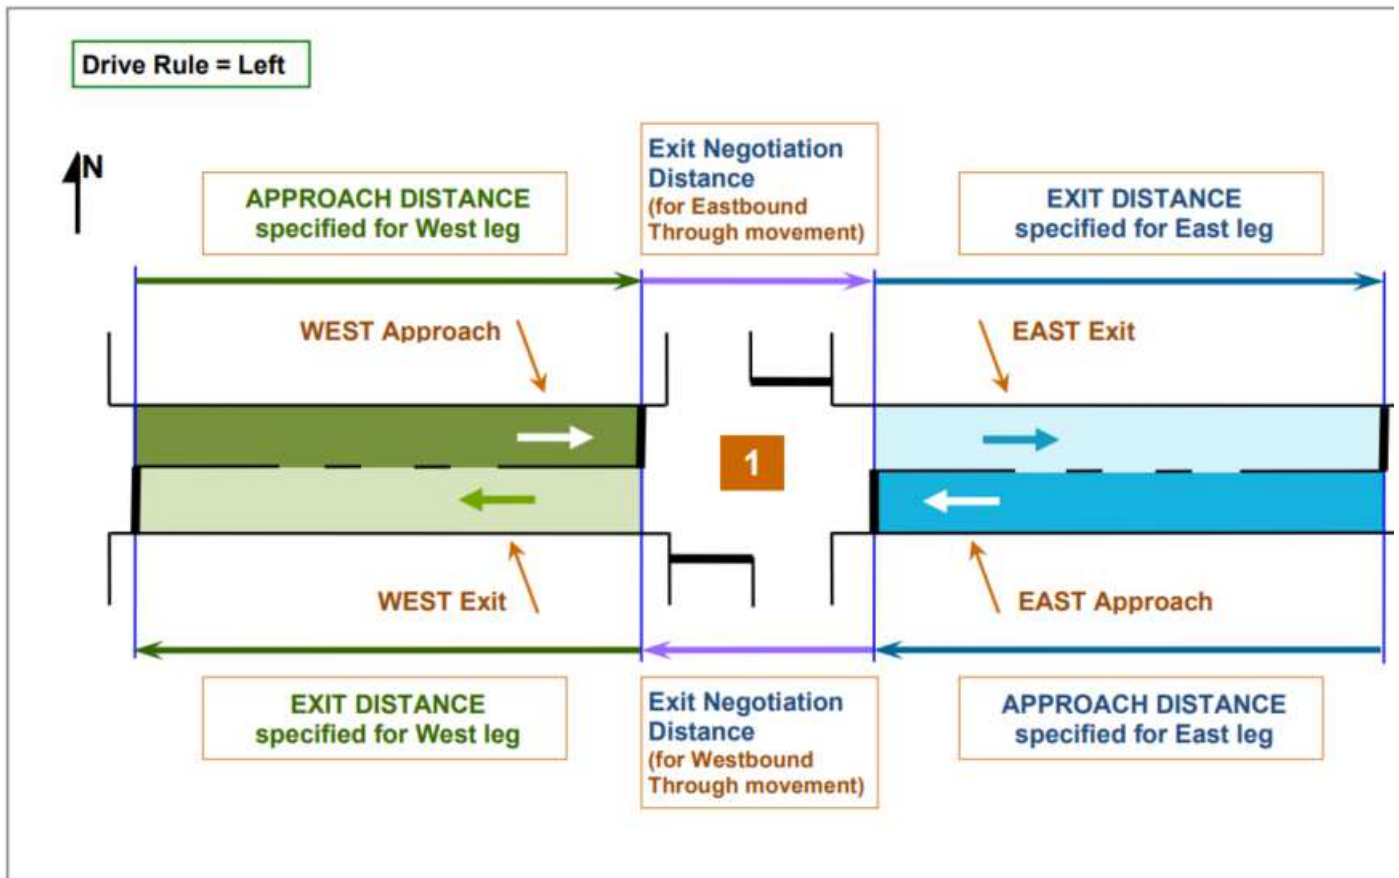 Drive Rule = Left
N
APPROACH DISTANCE
specified for West leg
Exit Negotiation
Distance
(for Eastbound
Through movement)
EXIT DISTANCE
specified for East leg
WEST Approach
EAST Exit
1
WEST Exit
EAST Approach
EXIT DISTANCE
specified for West leg
Exit Negotiation
Distance
(for Westbound
Through movement)
APPROACH DISTANCE
specified for East leg